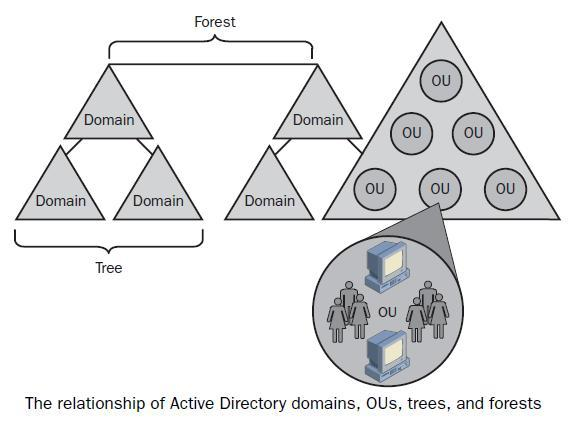 Forest
OU
Domain
Domain
OU
OU
Domain
Domain
Domain
OU
OU
OU
Tree
OU
The relationship of Active Directory domains, OUs, trees, and forests